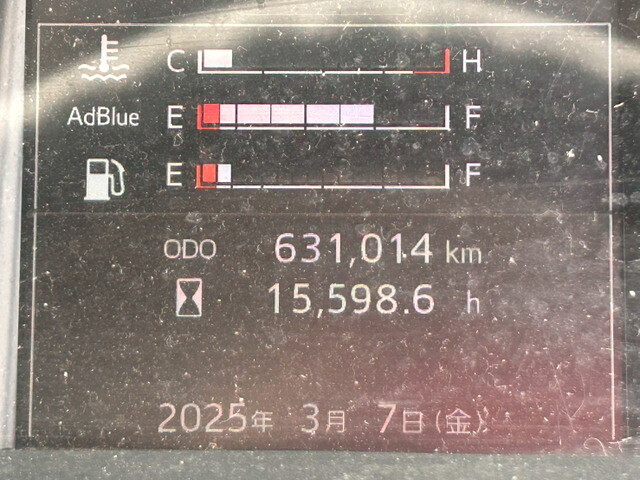 C H
AdBlue E F
E F
ODO 631,014 km
15,598.6 h
2025年 3月 7日(金)